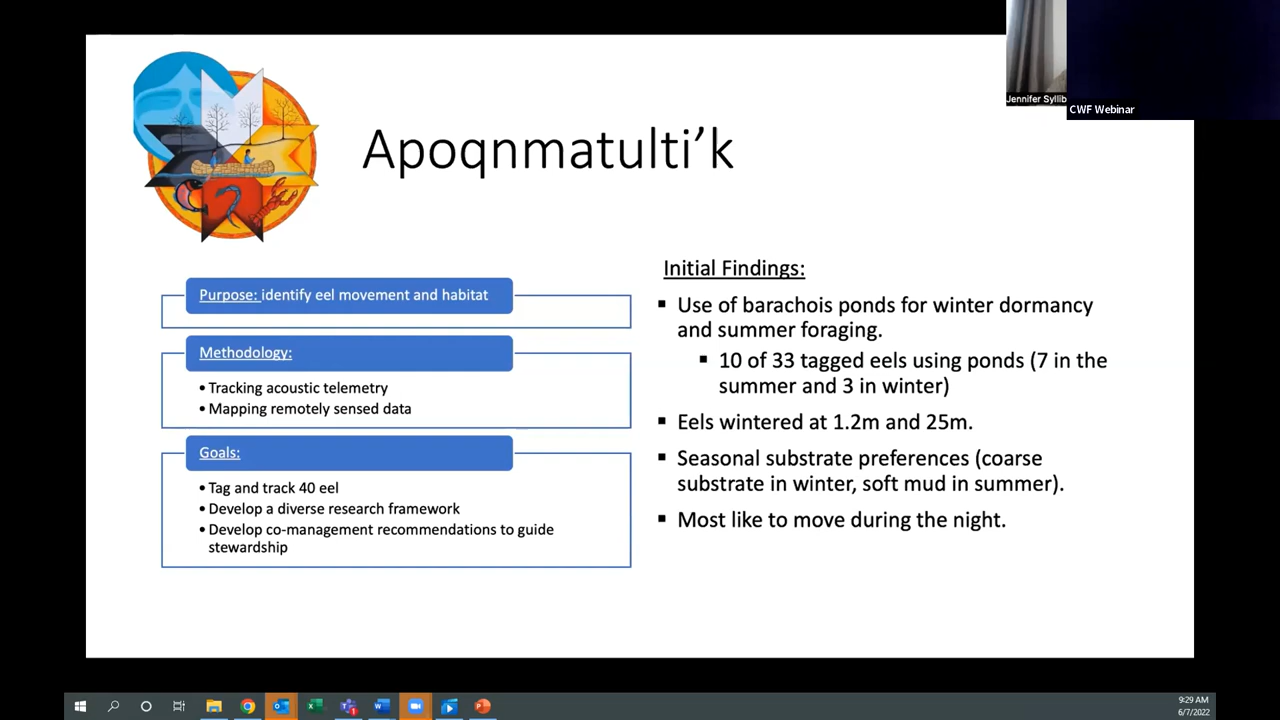 Jennifer Syllib
CWF Webinar
Apoqnmatulti’k
Purpose: identify eel movement and habitat
Methodology:
• Tracking acoustic telemetry
• Mapping remotely sensed data
Goals:
• Tag and track 40 eel
• Develop a diverse research framework
• Develop co-management recommendations to guide
stewardship
Initial Findings:
▪ Use of barachois ponds for winter dormancy
and summer foraging.
▪ 10 of 33 tagged eels using ponds (7 in the
summer and 3 in winter)
▪ Eels wintered at 1.2m and 25m.
▪ Seasonal substrate preferences (coarse
substrate in winter, soft mud in summer).
▪ Most like to move during the night.
9:29 AM
6/7/2022